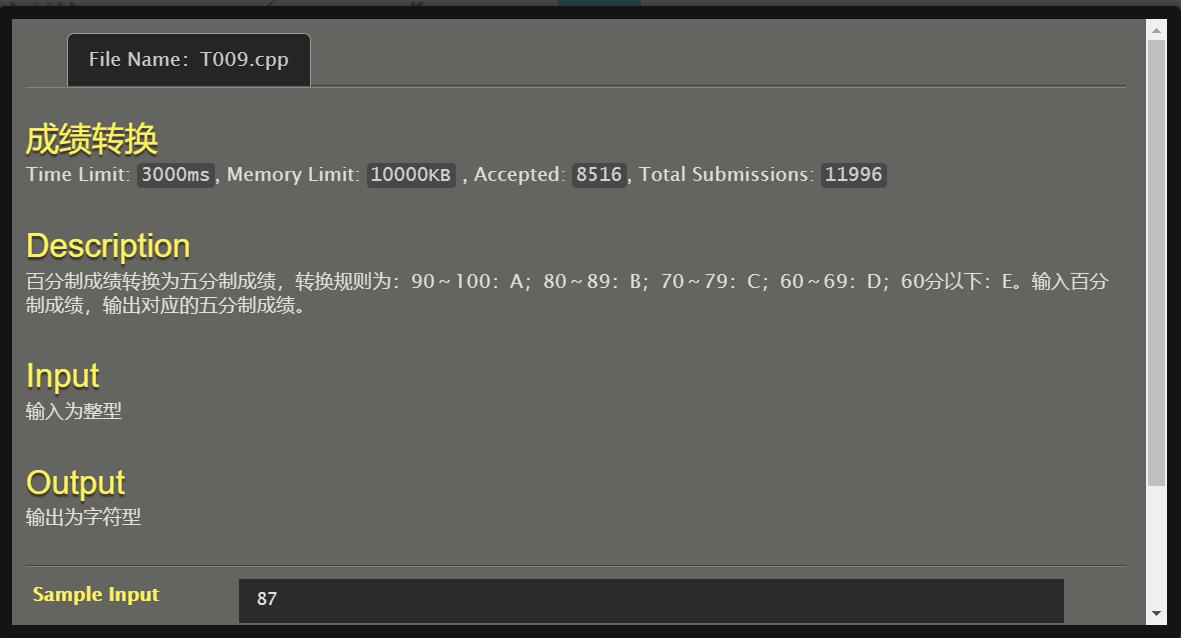 File Name：T009.cpp
成绩转换
Time Limit: 3000ms, Memory Limit: 10000KB , Accepted: 8516, Total Submissions: 11996
Description
百分制成绩转换为五分制成绩，转换规则为：90～100：A；80～89：B；70～79：C；60～69：D；60分以下：E。输入百分
制成绩，输出对应的五分制成绩。
Input
输入为整型
Output
输出为字符型
Sample Input
87